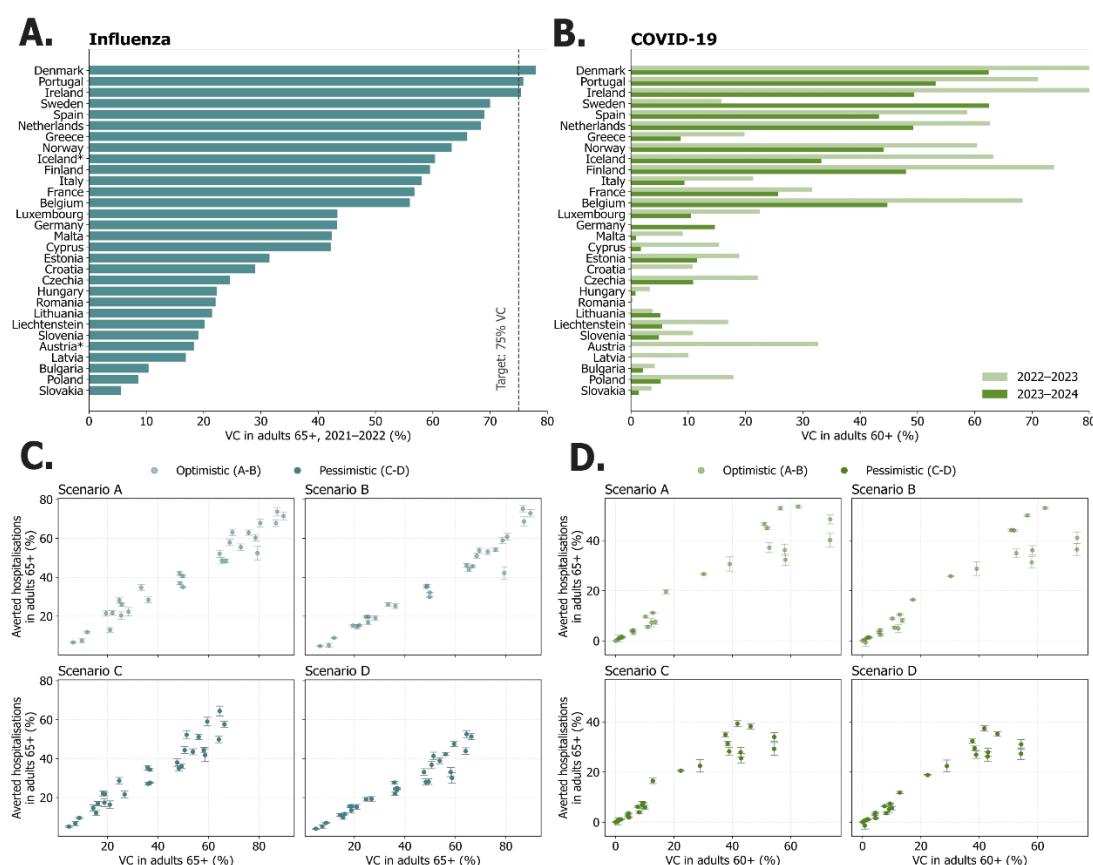 A.
Influenza
Denmark
Portugal
Ireland
Sweden
Spain
Netherlands
Greece
Norway
Iceland*
Finland
Italy
France
Belgium
Luxembourg
Germany
Malta
Cyprus
Estonia
Croatia
Czechia
Hungary
Romania
Lithuania
Liechtenstein
Slovenia
Austria*
Latvia
Bulgaria
Poland
Slovakia
Target: 75% VC
0 10 20 30 40 50 60 70 80
VC in adults 65+, 2021–2022 (%)
B.
COVID-19
Denmark
Portugal
Ireland
Sweden
Spain
Netherlands
Greece
Norway
Iceland
Finland
Italy
France
Belgium
Luxembourg
Germany
Malta
Cyprus
Estonia
Croatia
Czechia
Hungary
Romania
Lithuania
Liechtenstein
Slovenia
Austria
Latvia
Bulgaria
Poland
Slovakia
2022–2023
2023–2024
0 10 20 30 40 50 60 70 80
VC in adults 60+ (%)
C.
Optimistic (A-B) Pessimistic (C-D)
Scenario A
Scenario B
Averted hospitalisations
in adults 65+ (%)
80
60
40
20
Scenario C
Scenario D
Averted hospitalisations
in adults 65+ (%)
80
60
40
20
20 40 60 80
VC in adults 65+ (%)
20 40 60 80
VC in adults 65+ (%)
D.
Optimistic (A-B) Pessimistic (C-D)
Scenario A
Scenario B
Averted hospitalisations
in adults 65+ (%)
40
20
0
Scenario C
Scenario D
Averted hospitalisations
in adults 65+ (%)
40
20
0
0 20 40 60
VC in adults 60+ (%)
0 20 40 60
VC in adults 60+ (%)